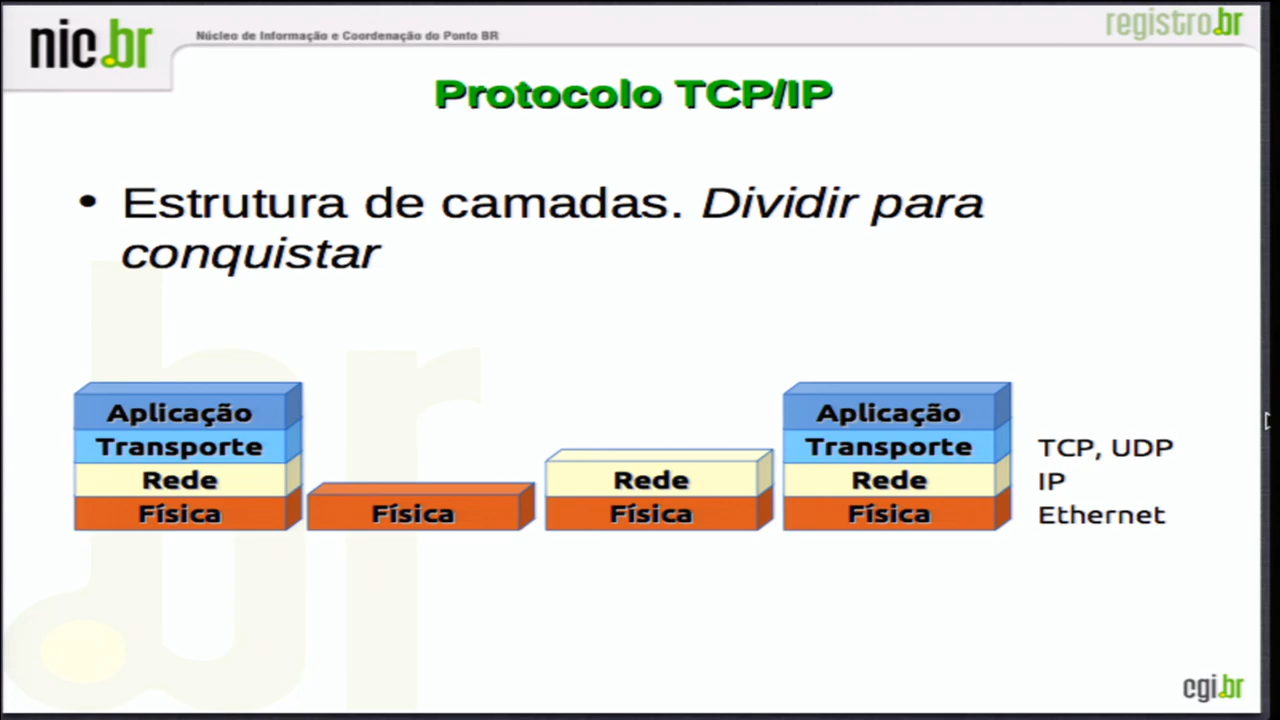 nic.br
Núcleo de Informação e Coordenação do Ponto BR
registro.br
Protocolo TCP/IP
• Estrutura de camadas. Dividir para
conquistar
Aplicação
Transporte
Rede
Física
Física
Rede
Física
Aplicação
Transporte
Rede
Física
TCP, UDP
IP
Ethernet
cgi.br